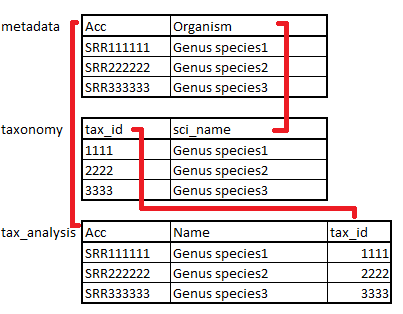 metadata Acc Organism
SRR111111 Genus species1
SRR222222 Genus species2
SRR333333 Genus species3
taxonomy tax_id sci_name
1111 Genus species1
2222 Genus species2
3333 Genus species3
tax_analysis Acc Name tax_id
SRR111111 Genus species1 1111
SRR222222 Genus species2 2222
SRR333333 Genus species3 3333